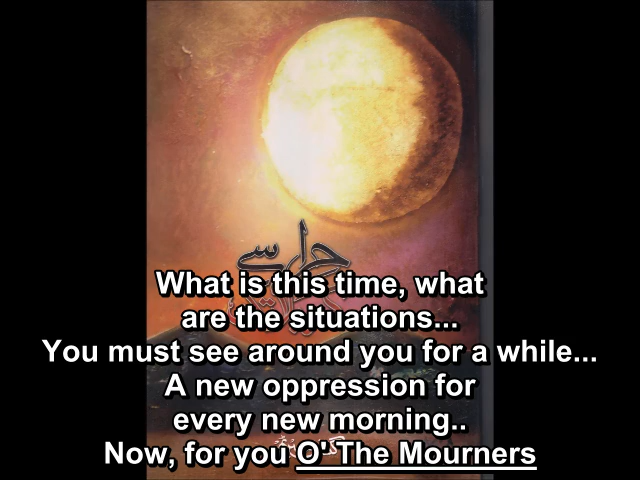 What is this time, what
are the situations...
You must see around you for a while...
A new oppression for
every new morning..
Now, for you O' The Mourners